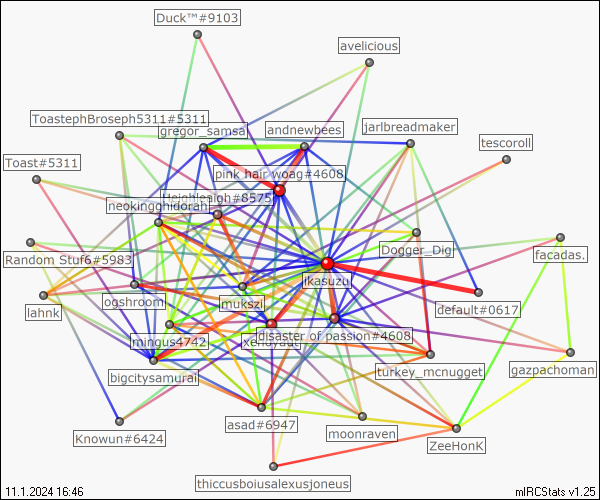 Duck™#9103
avelicious
ToastephBroseph5311#5311
gregor_samsa
andnewbees
jarlbreadmaker
tescoroll
Toast#5311
pink hair woag#4608
Heighleigh#8575
neokingghidorah
Dogger_Dig
Random Stuf6#5983
facadas.
ikasuzu
lahnk
ogshroom
mukszi
default#0617
mingus4742
disaster of passion#4608
bigcitysamurai
turkey_mcnugget
gazpachoman
asad#6947
moonraven
Knowun#6424
ZeeHonK
thiccusboiusalexusjoneus
11.1.2024 16:46
mIRCStats v1.25